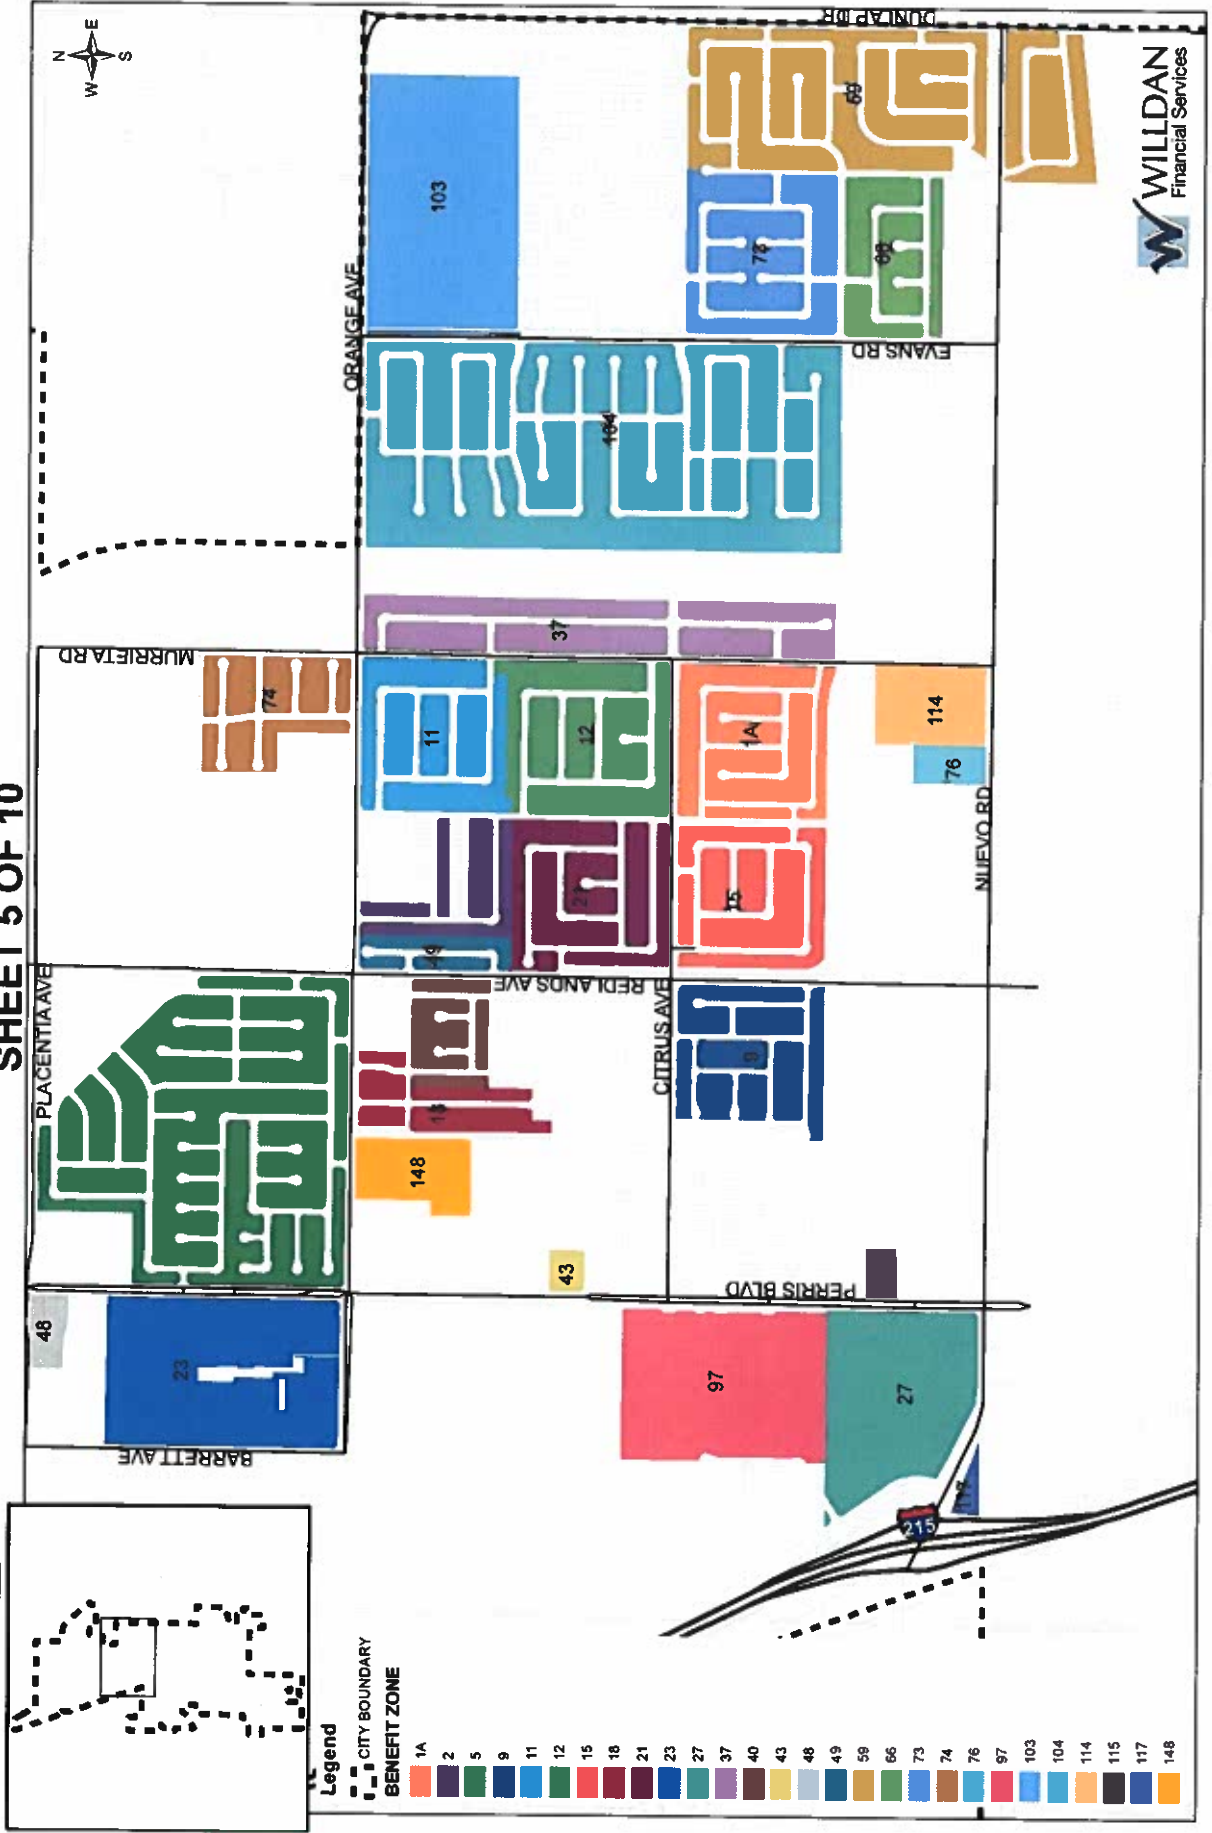 SHEET 5 OF 10
N
W
E
S
PLACENTIA AVE
MURRIETA RD
ORANGE AVE
DUNLAP DR
EVANS RD
REDLANDS AVE
CITRUS AVE
NUEVO RD
PERRIS BLVD
BARRETT AVE
48
23
74
103
104
37
11
12
1A
114
76
73
66
59
49
21
15
18
148
43
9
97
27
117
215
WILLDAN
Financial Services
Legend
CITY BOUNDARY
BENEFIT ZONE
1A
2
5
9
11
12
15
18
21
23
27
37
40
43
48
49
59
66
73
74
76
97
103
104
114
115
117
148